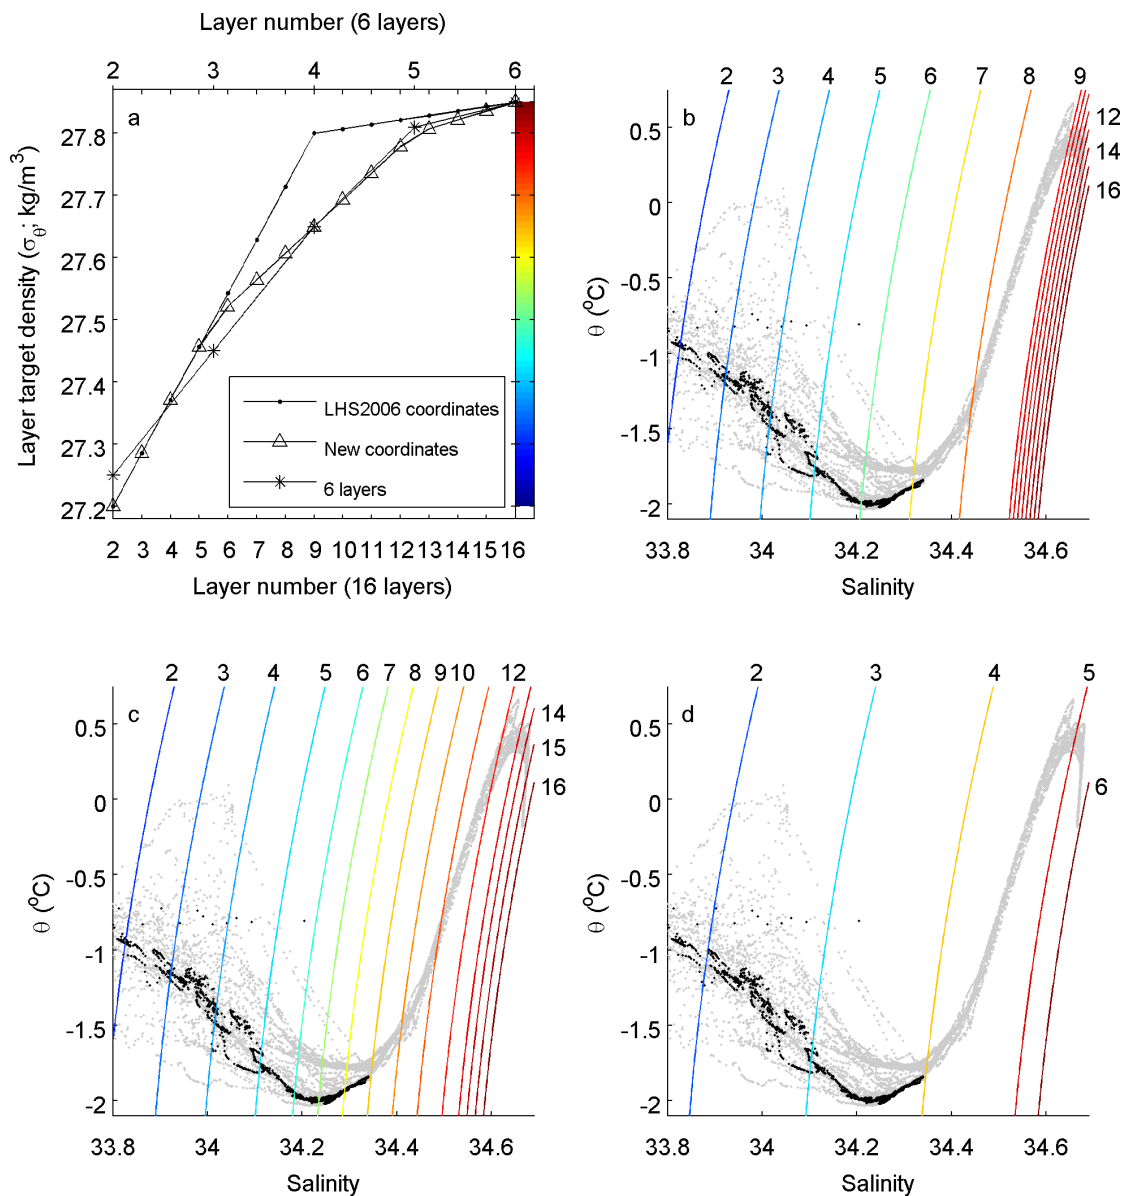 Layer number (6 layers)
2 3 4 5 6
a
27.8
27.7
27.6
27.5
27.4
27.3
27.2
Layer target density (σθ; kg/m³)
LHS2006 coordinates
New coordinates
6 layers
2 3 4 5 6 7 8 9 10 11 12 13 14 15 16
Layer number (16 layers)
2 3 4 5 6 7 8 9
b
12
14
16
0.5
0
-0.5
-1
-1.5
-2
θ (°C)
33.8 34 34.2 34.4 34.6
Salinity
2 3 4 5 6 7 8 9 10 12
c
14
15
16
0.5
0
-0.5
-1
-1.5
-2
θ (°C)
33.8 34 34.2 34.4 34.6
Salinity
2 3 4 5
d
6
0.5
0
-0.5
-1
-1.5
-2
θ (°C)
33.8 34 34.2 34.4 34.6
Salinity